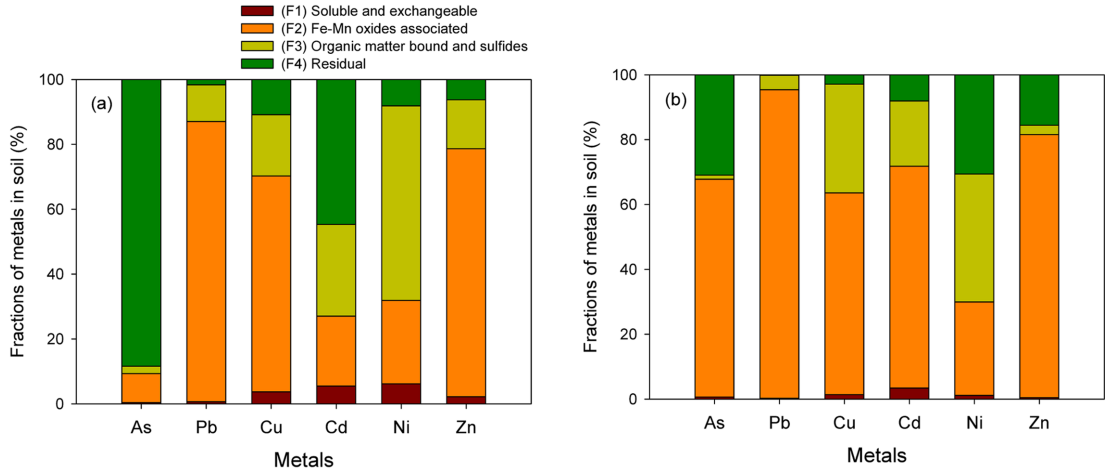 (F1) Soluble and exchangeable
(F2) Fe-Mn oxides associated
(F3) Organic matter bound and sulfides
(F4) Residual
(a)
Fractions of metals in soil (%)
100
80
60
40
20
0
As Pb Cu Cd Ni Zn
Metals
(b)
Fractions of metals in soil (%)
100
80
60
40
20
0
As Pb Cu Cd Ni Zn
Metals